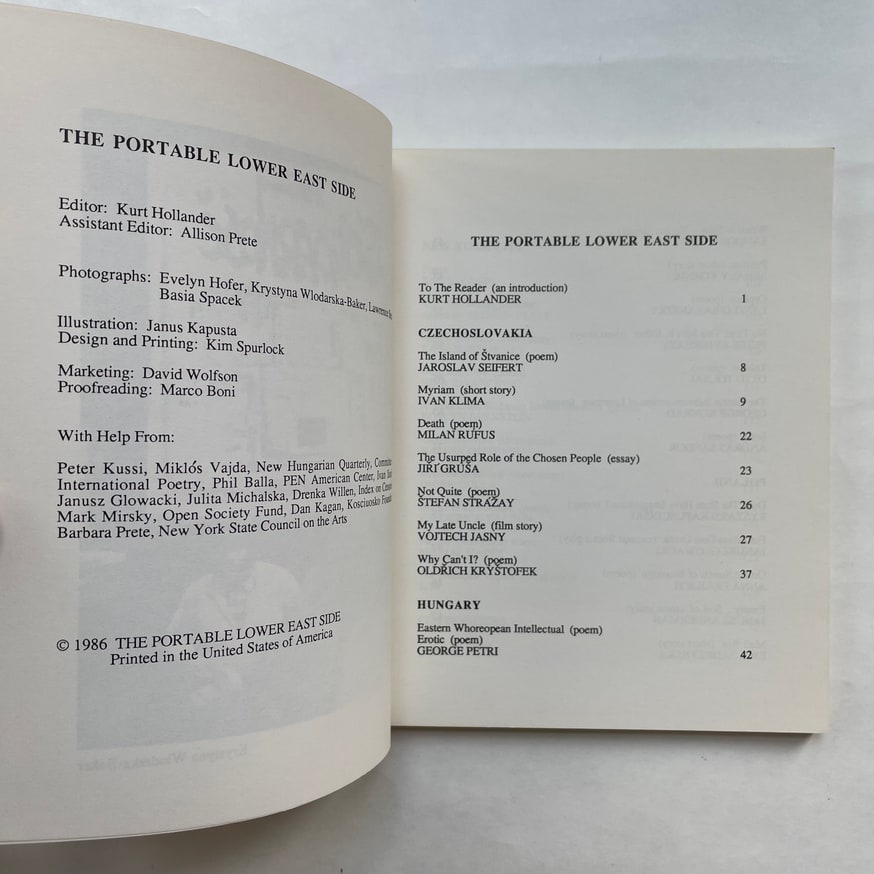 THE PORTABLE LOWER EAST SIDE
Editor: Kurt Hollander
Assistant Editor: Allison Prete
Photographs: Evelyn Hofer, Krystyna Wlodarska-Baker, Lawrence
Basia Spacek
Illustration: Janus Kapusta
Design and Printing: Kim Spurlock
Marketing: David Wolfson
Proofreading: Marco Boni
With Help From:
Peter Kussi, Miklós Vajda, New Hungarian Quarterly,
International Poetry, Phil Balla, PEN American Center, Ivan
Janusz Glowacki, Julita Michalska, Drenka Willen, Index on
Mark Mirsky, Open Society Fund, Dan Kagan, Kosciuosko
Barbara Prete, New York State Council on the Arts
© 1986 THE PORTABLE LOWER EAST SIDE
Printed in the United States of America
THE PORTABLE LOWER EAST SIDE
To The Reader (an introduction)
KURT HOLLANDER 1
CZECHOSLOVAKIA
The Island of Štvanice (poem)
JAROSLAV SEIFERT 8
Myriam (short story)
IVAN KLIMA 9
Death (poem)
MILAN RUFUS 22
The Usurped Role of the Chosen People (essay)
JIŘI GRUŠA 23
Not Quite (poem)
ŠTEFAN STRAŽAY 26
My Late Uncle (film story)
VOJTECH JASNY 27
Why Can't I? (poem)
OLDŘICH KRYŠTOFEK 37
HUNGARY
Eastern Whoreopean Intellectual (poem)
Erotic (poem)
GEORGE PETRI 42